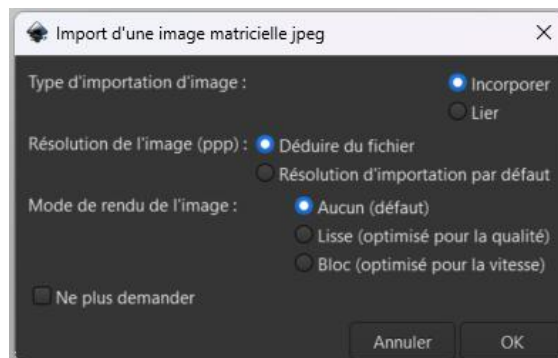 Import d'une image matricielle jpeg
Type d'importation d'image :
Incorporer
Lier
Résolution de l'image (ppp) :
Déduire du fichier
Résolution d'importation par défaut
Mode de rendu de l'image :
Aucun (défaut)
Lisse (optimisé pour la qualité)
Bloc (optimisé pour la vitesse)
Ne plus demander
Annuler
OK